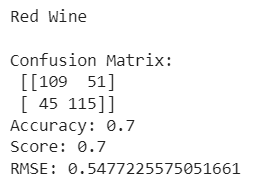 Red Wine
Confusion Matrix:
[[109  51]
[ 45 115]]
Accuracy: 0.7
Score: 0.7
RMSE: 0.5477225575051661